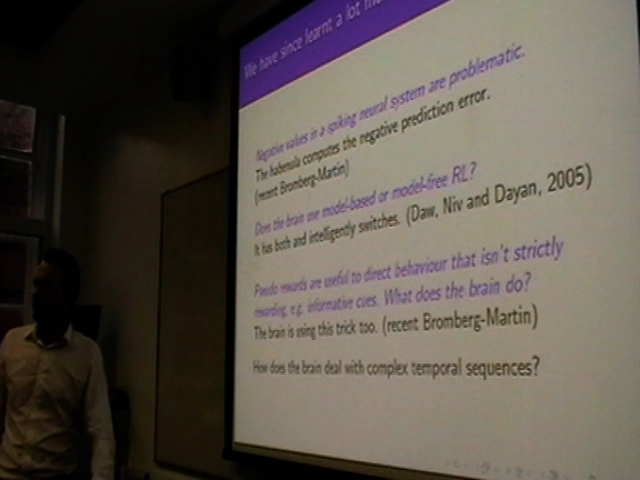 We have since learnt a lot
Negative values in a spiking neural system are problematic.
The habenula computes the negative prediction error.
(recent Bromberg-Martin)
Does the brain use model-based or model-free RL?
It has both and intelligently switches. (Daw, Niv and Dayan, 2005)
Pseudo rewards are useful to direct behaviour that isn't strictly
rewarding, e.g. informative cues. What does the brain do?
The brain is using this trick too. (recent Bromberg-Martin)
How does the brain deal with complex temporal sequences?